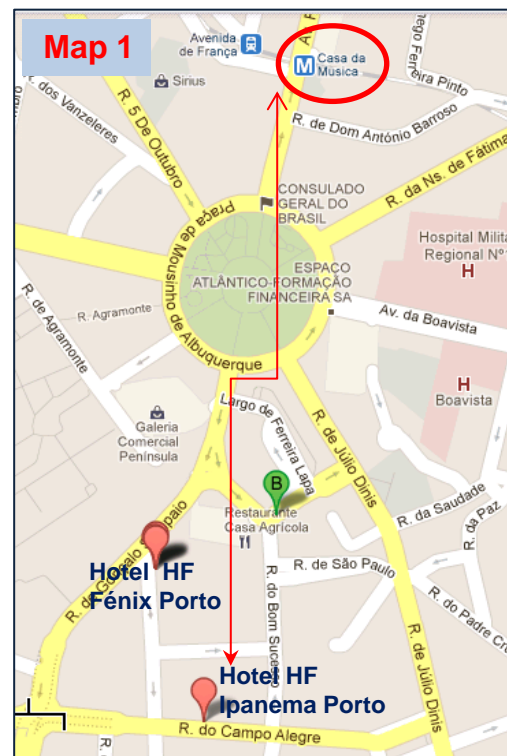 Map 1
Avenida
de França
M
Casa da
Música
Sirius
R. dos Vanzeleres
R. 5 De Outubro
R. de Dom António Barroso
R. da Ns. de Fátima
CONSULADO
GERAL DO
BRASIL
Praça de Mousinho de Albuquerque
Hospital Milita
Regional Nº
H
ESPAÇO
ATLÂNTICO-FORMAÇÃO
FINANCEIRA SA
R. Agramonte
R. de Agramonte
Av. da Boavista
H
Boavista
Largo de Ferreira Lapa
Galeria
Comercial
Península
R. de Júlio Dinis
B
Restaurante
Casa Agrícola
R. da Saudade
R. da Paz
Hotel HF
Fénix Porto
R. de São Paulo
R. do Bom Sucesso
R. do Padre Cru
R. de Júlio Dinis
Hotel HF
Ipanema Porto
R. do Campo Alegre